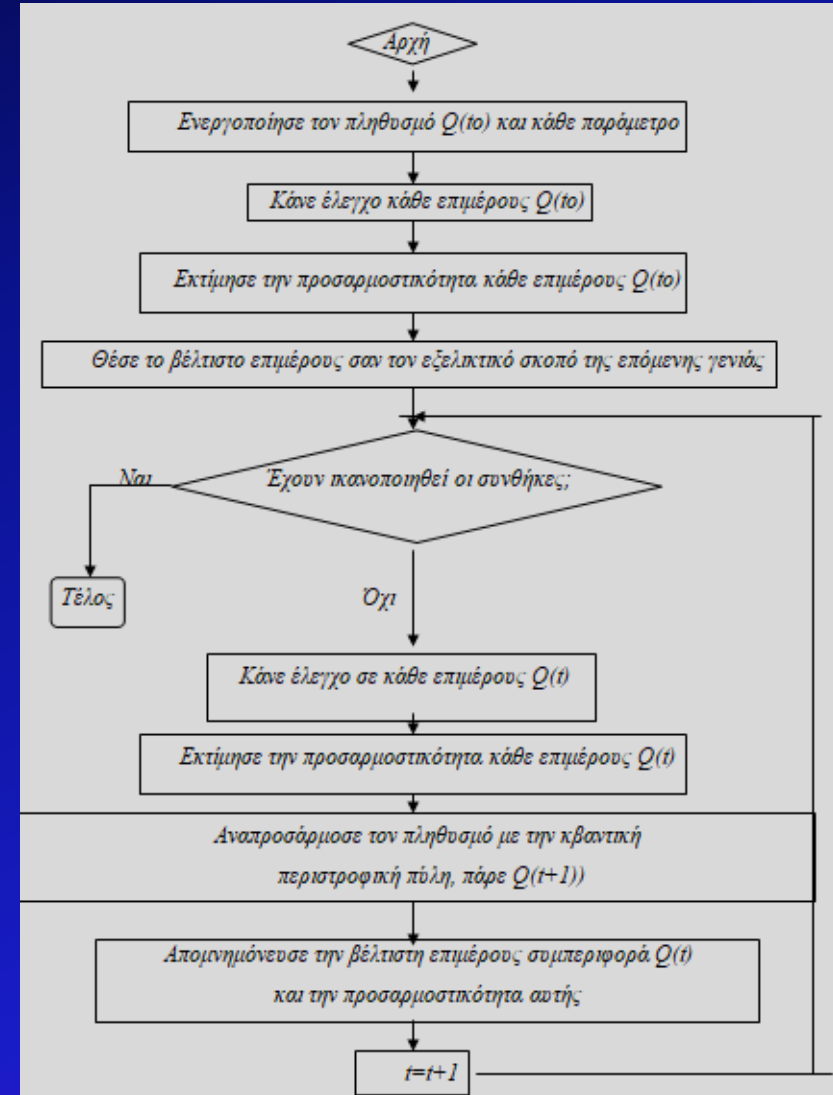 Αρχή
Ενεργοποίησε τον πληθυσμό Q(to) και κάθε παράμετρο
Κάνε έλεγχο κάθε επιμέρους Q(to)
Εκτίμησε την προσαρμοστικότητα κάθε επιμέρους Q(to)
Θέσε το βέλτιστο επιμέρους σαν τον εξελικτικό σκοπό της επόμενης γενιάς
Ναι
Έχουν ικανοποιηθεί οι συνθήκες;
Τέλος
Όχι
Κάνε έλεγχο σε κάθε επιμέρους Q(t)
Εκτίμησε την προσαρμοστικότητα κάθε επιμέρους Q(t)
Αναπροσάρμοσε τον πληθυσμό με την κβαντική
περιστροφική πύλη, πάρε Q(t+1))
Απομνημόνευσε την βέλτιστη επιμέρους συμπεριφορά Q(t)
και την προσαρμοστικότητα αυτής
t=t+1